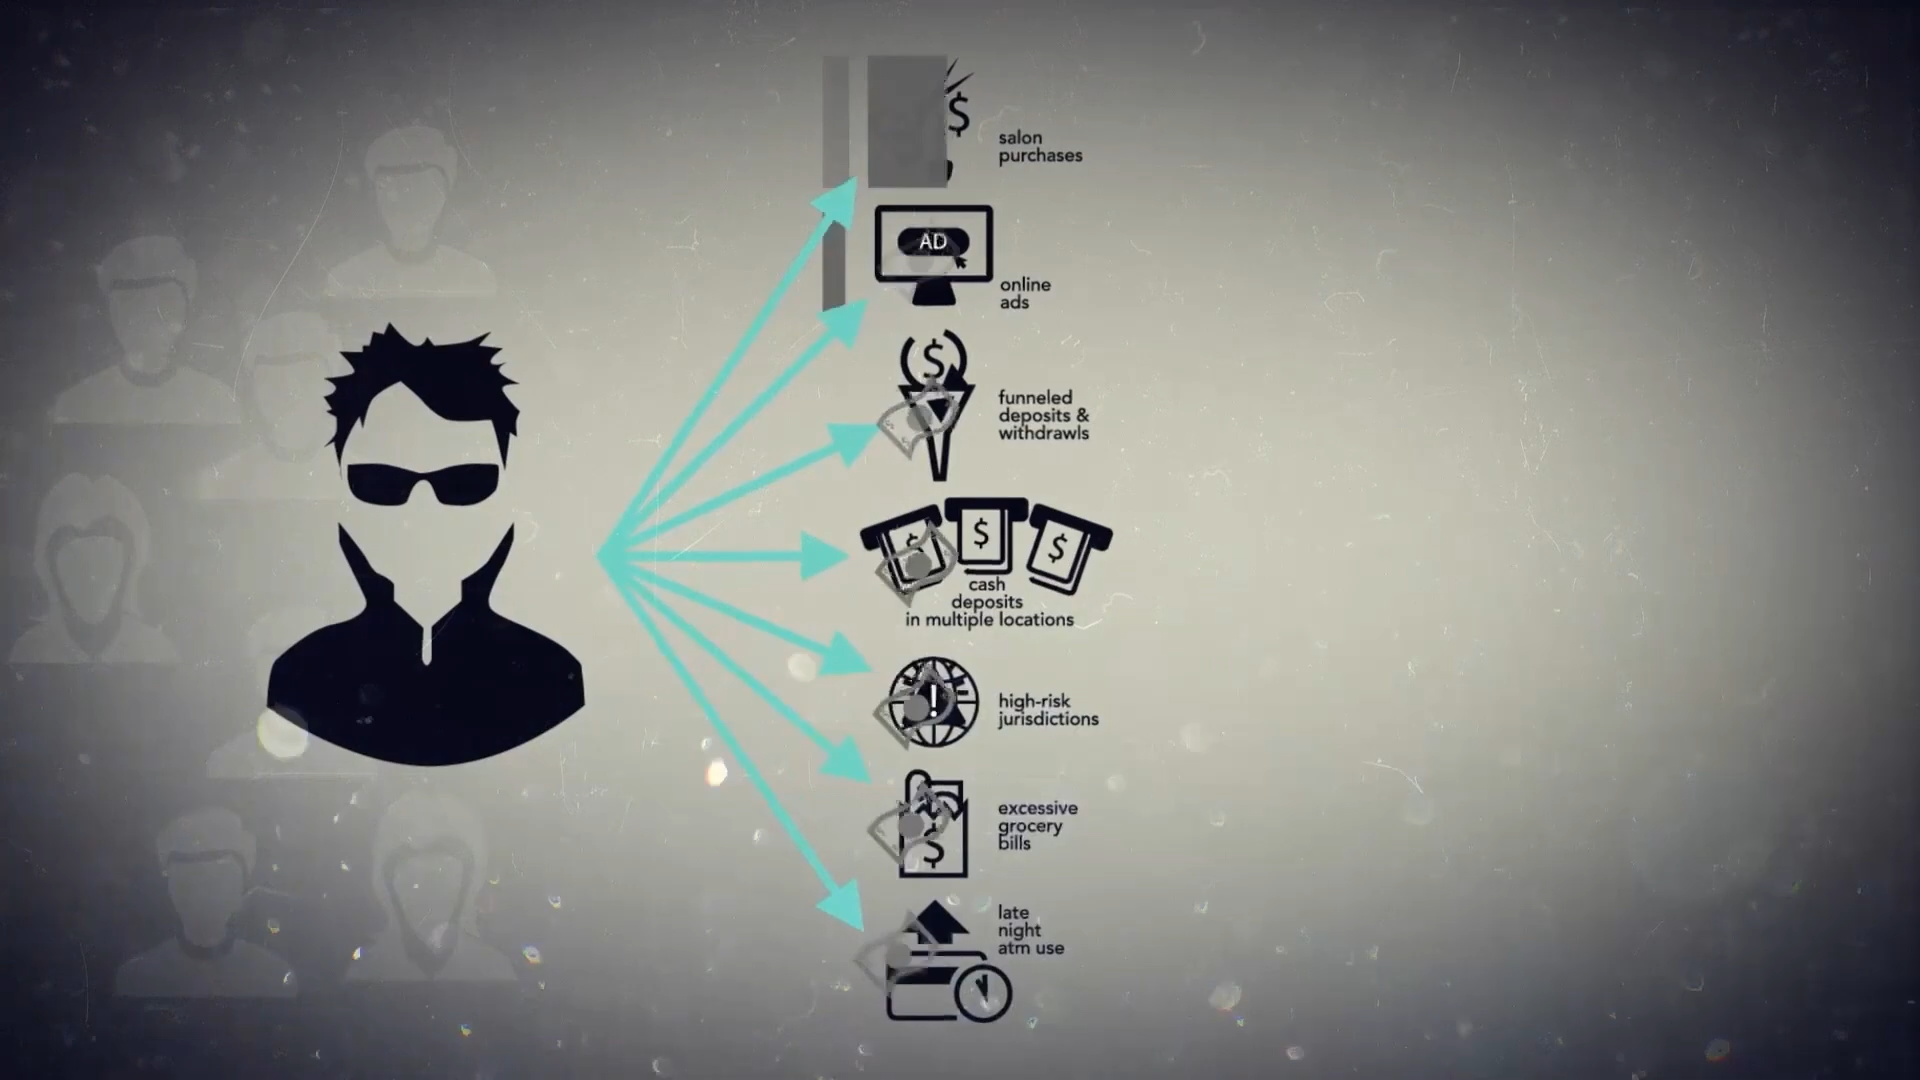 $
salon
purchases
AD
online
ads
$
funneled
deposits &
withdrawls
$
$
$
cash
deposits
in multiple locations
!
high-risk
jurisdictions
excessive
grocery
bills
$
late
night
atm use